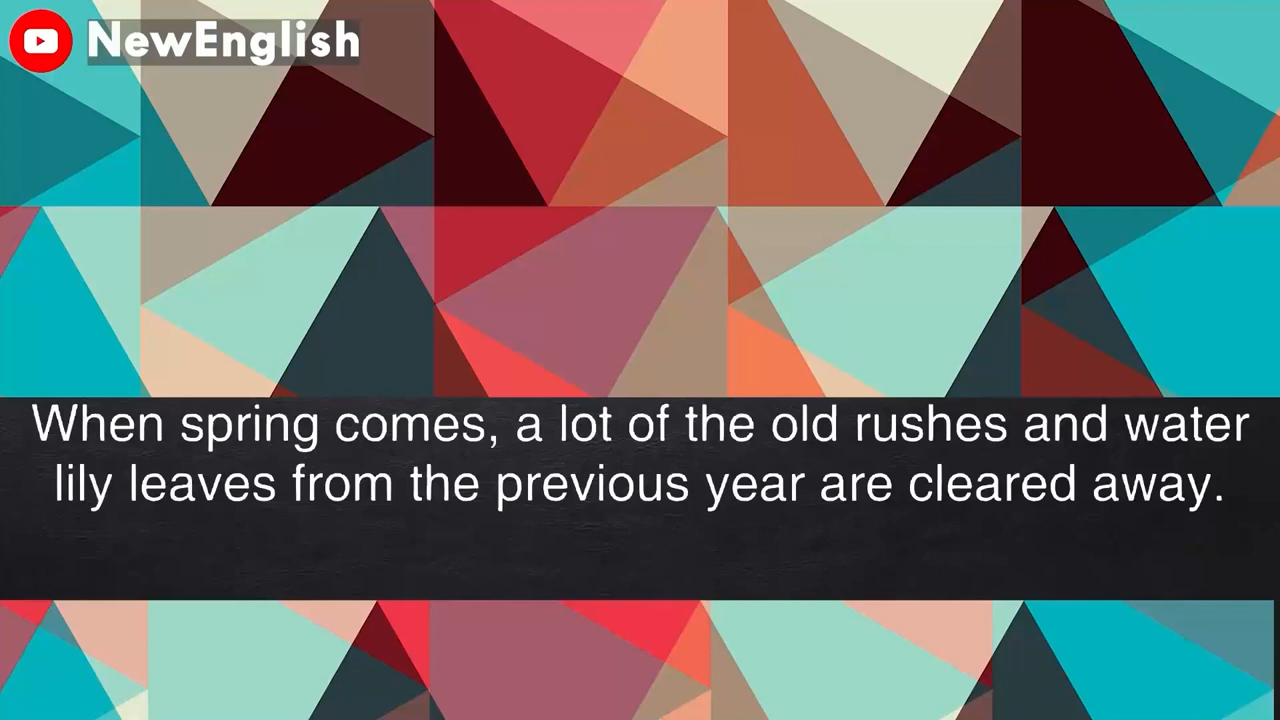 NewEnglish
When spring comes, a lot of the old rushes and water
lily leaves from the previous year are cleared away.